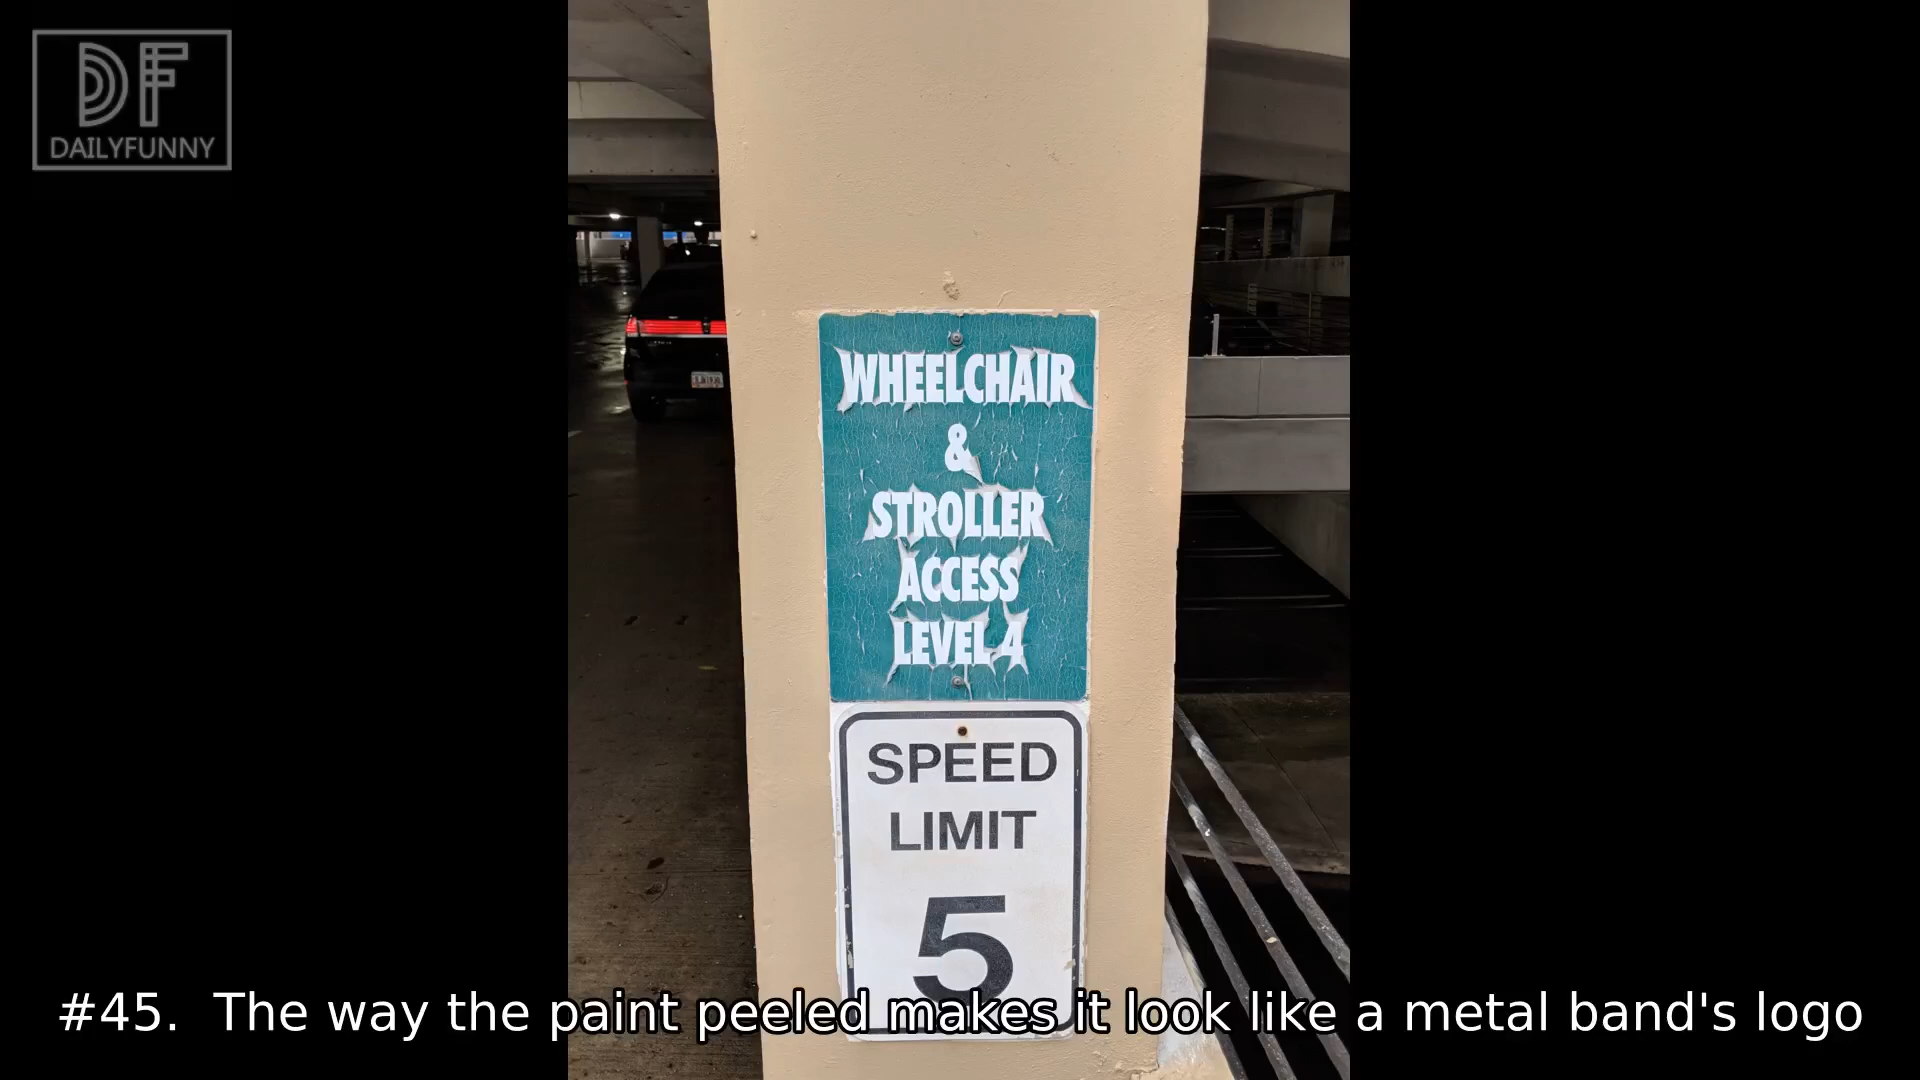 DF
DAILYFUNNY
WHEELCHAIR
&
STROLLER
ACCESS
LEVEL 4
SPEED
LIMIT
5
#45. The way the paint peeled makes it look like a metal band's logo